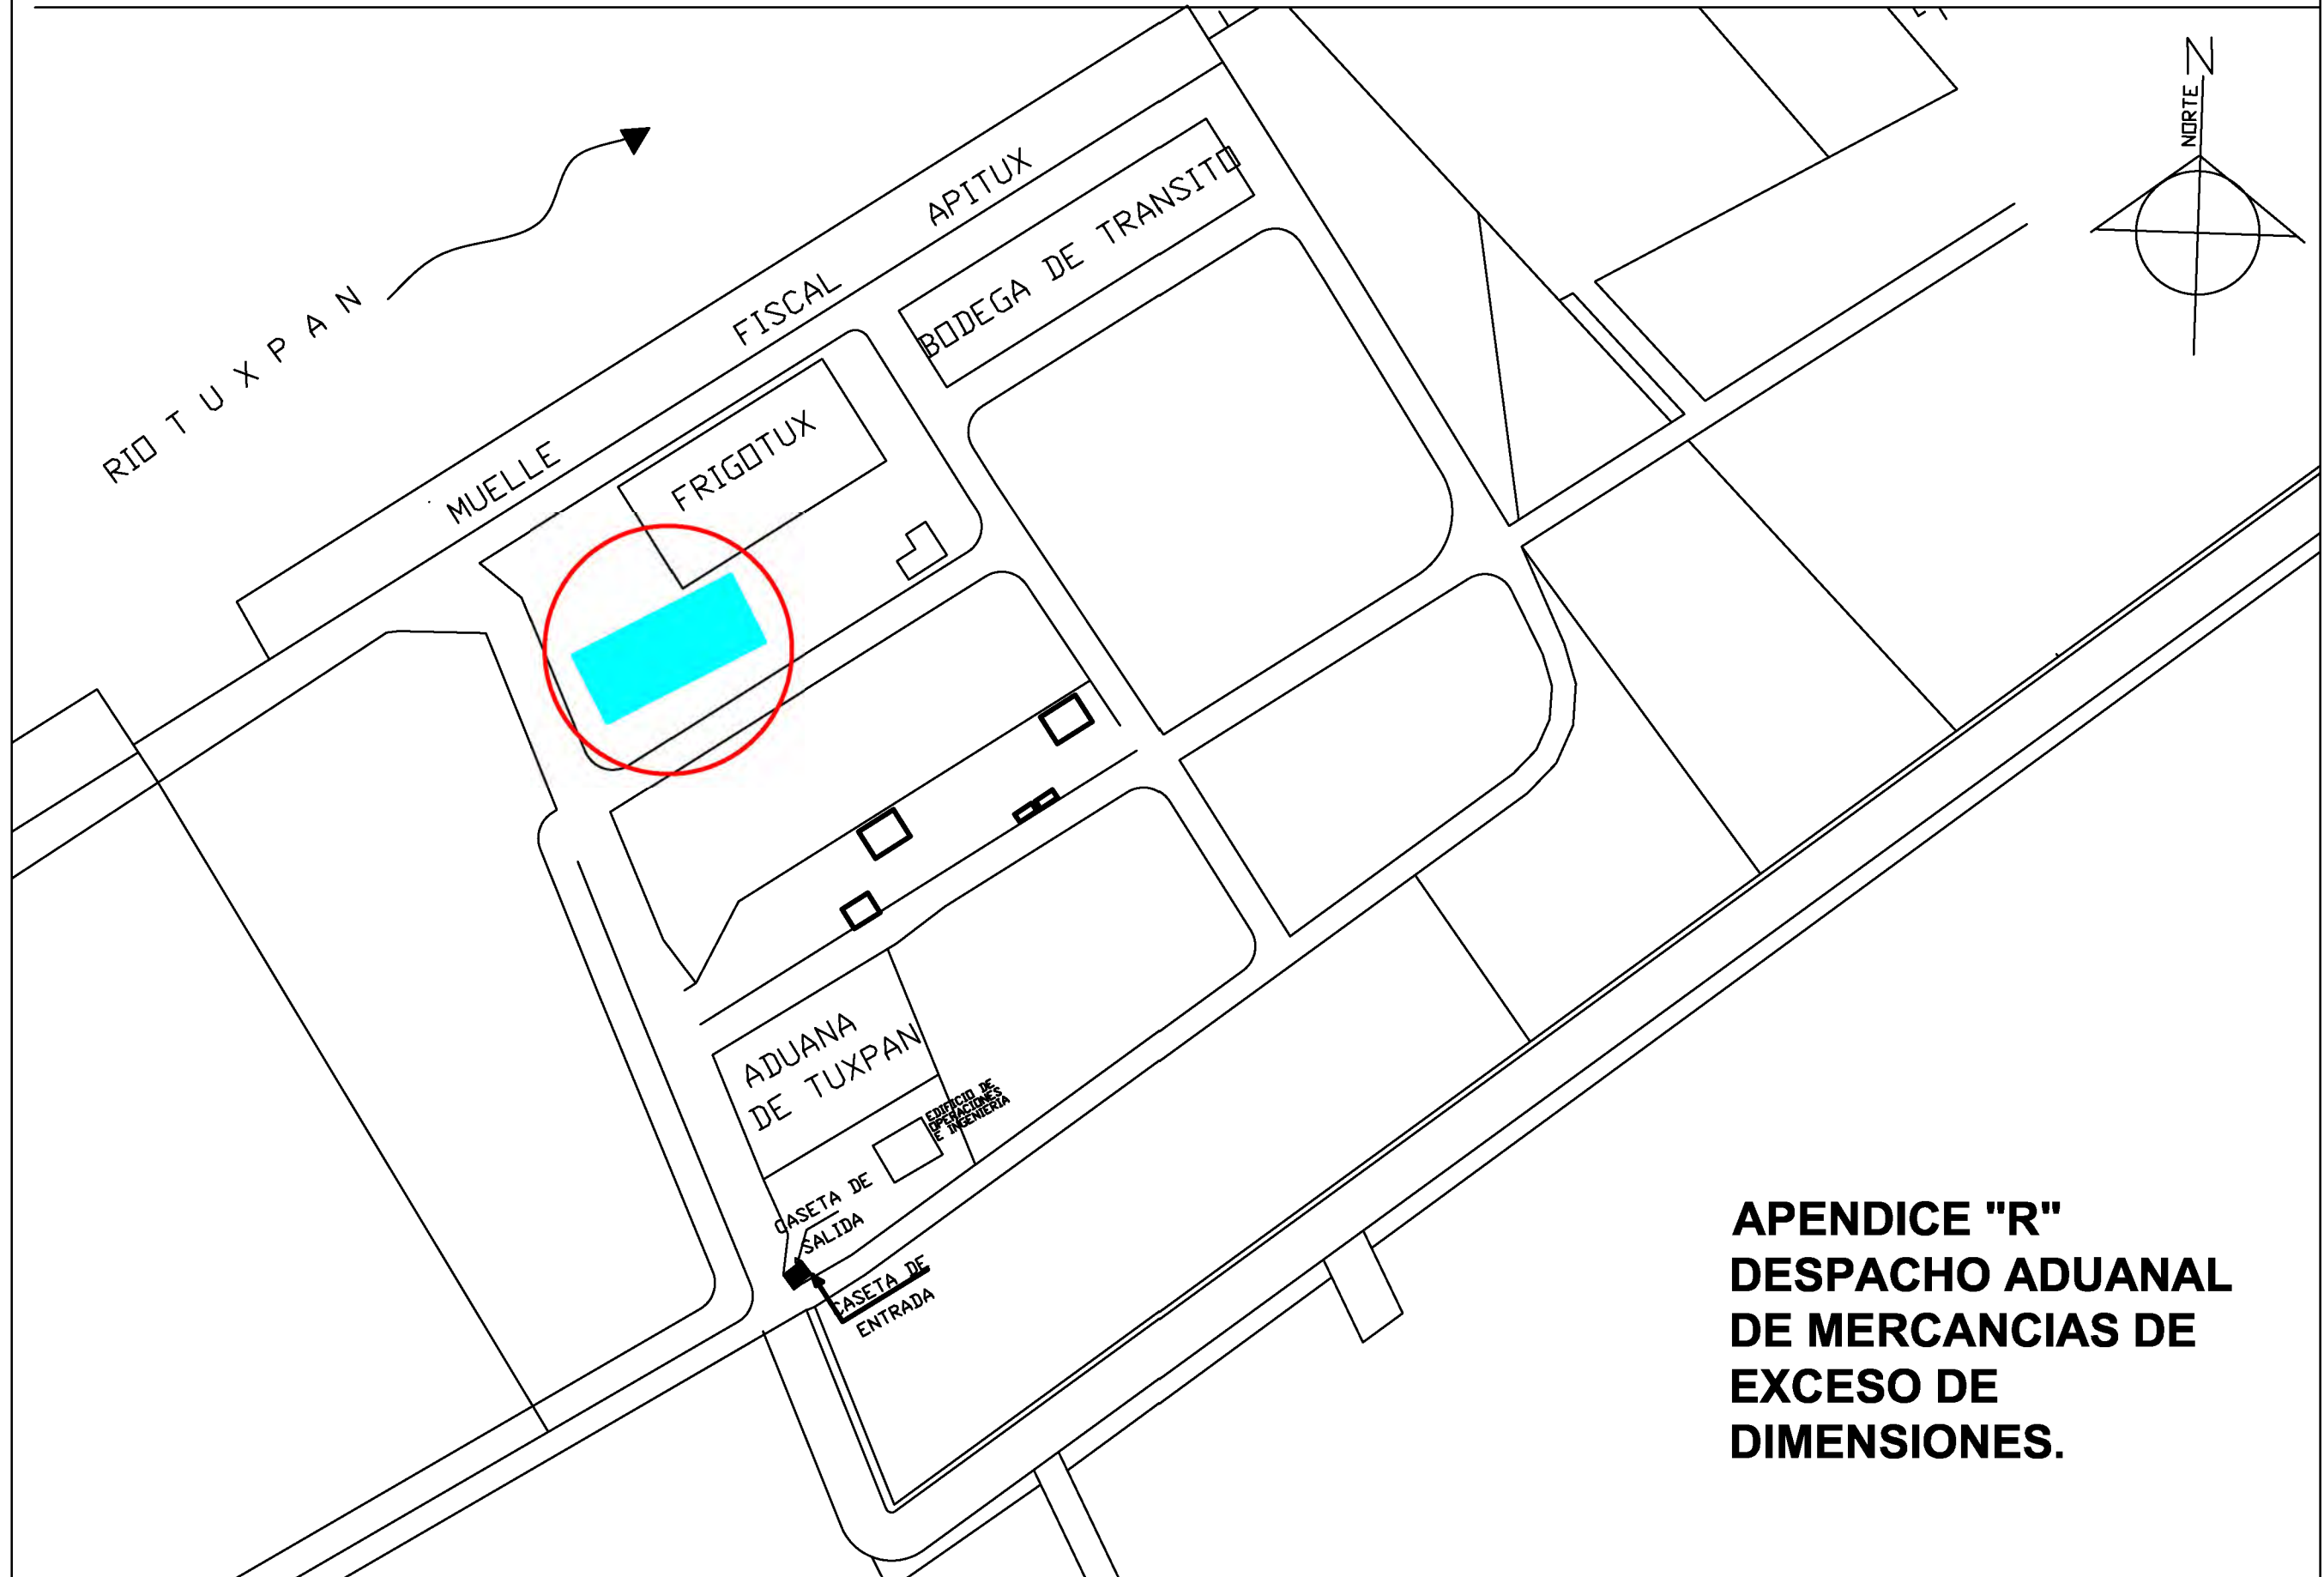 N
NORTE
RIO TUXPAN
MUELLE FISCAL APITUX
BODEGA DE TRANSITO
FRIGOTUX
ADUANA
DE TUXPAN
EDIFICIO DE
OPERACIONES
E INGENIERIA
CASETA DE
SALIDA
CASETA DE
ENTRADA
APENDICE "R"
DESPACHO ADUANAL
DE MERCANCIAS DE
EXCESO DE
DIMENSIONES.